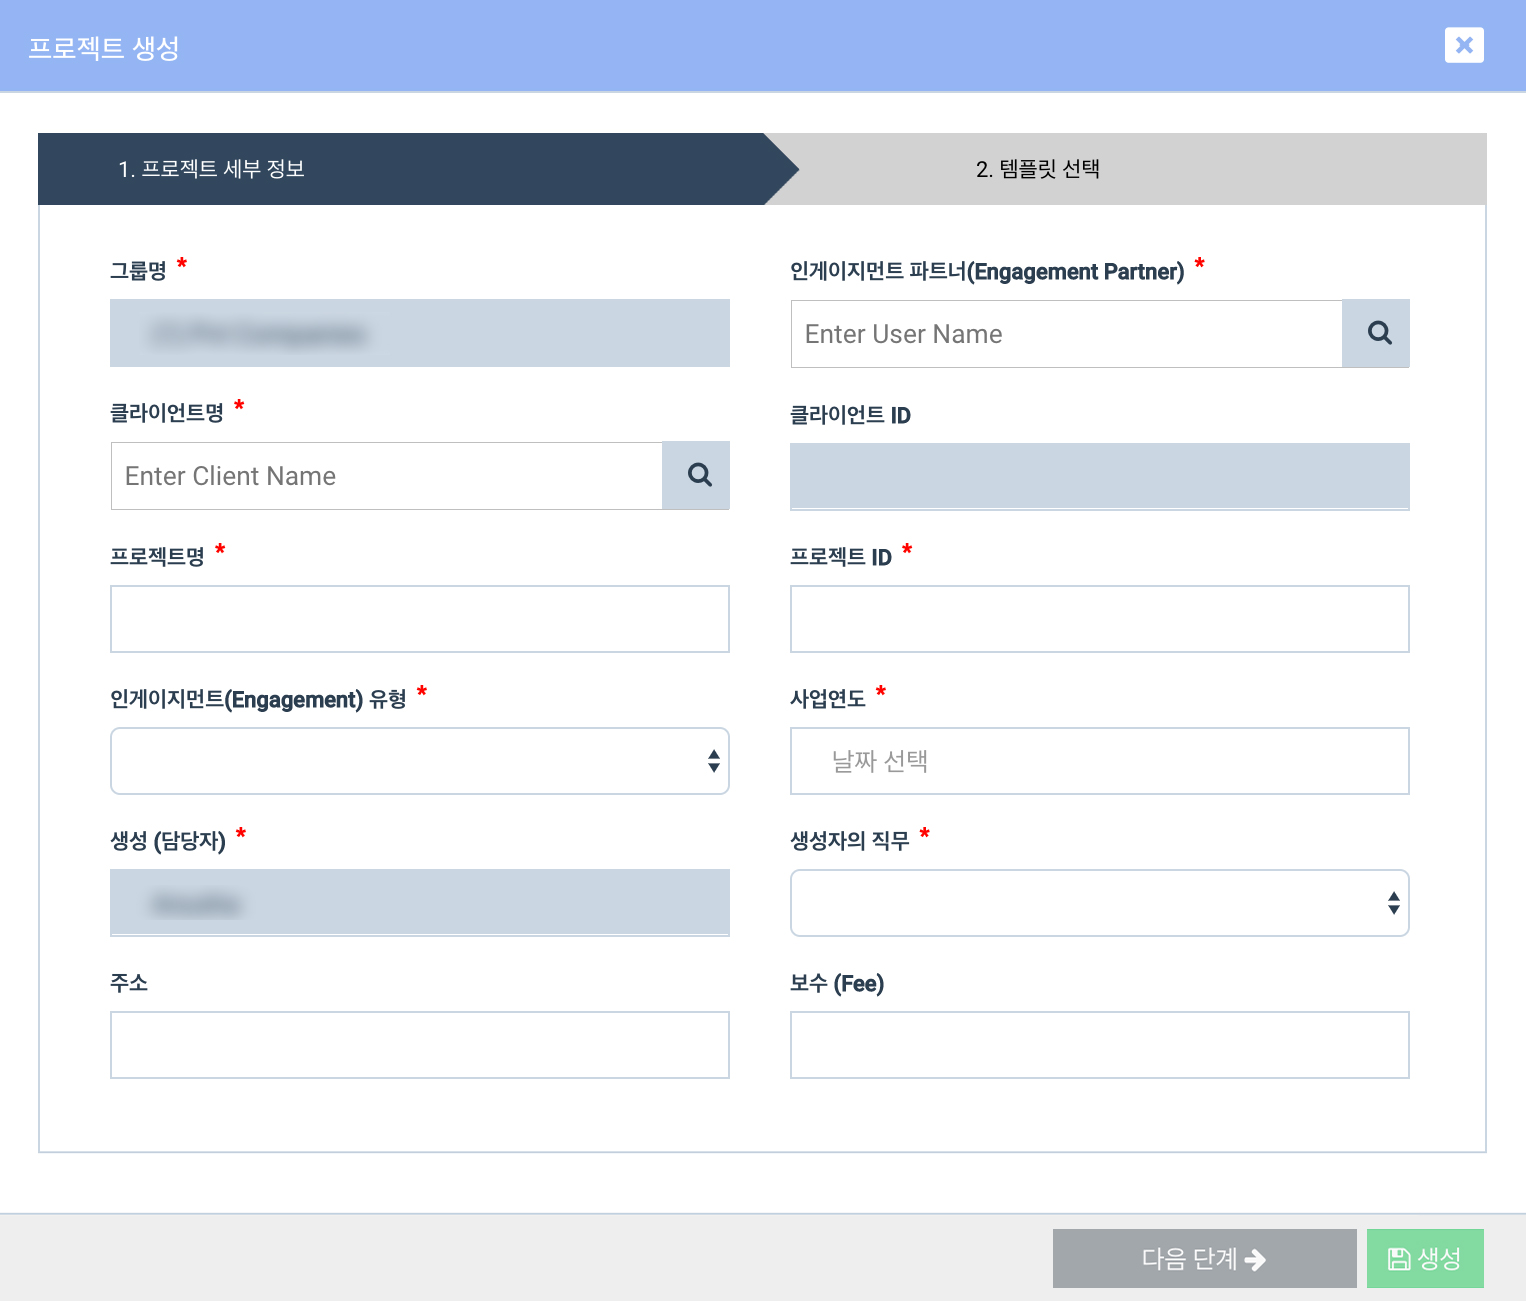 프로젝트 생성
1. 프로젝트 세부 정보
2. 템플릿 선택
그룹명 *
인게이지먼트 파트너(Engagement Partner) *
Enter User Name
클라이언트명 *
클라이언트 ID
Enter Client Name
프로젝트명 *
프로젝트 ID *
인게이지먼트(Engagement) 유형 *
사업연도 *
날짜 선택
생성 (담당자) *
생성자의 직무 *
주소
보수 (Fee)
다음 단계
생성